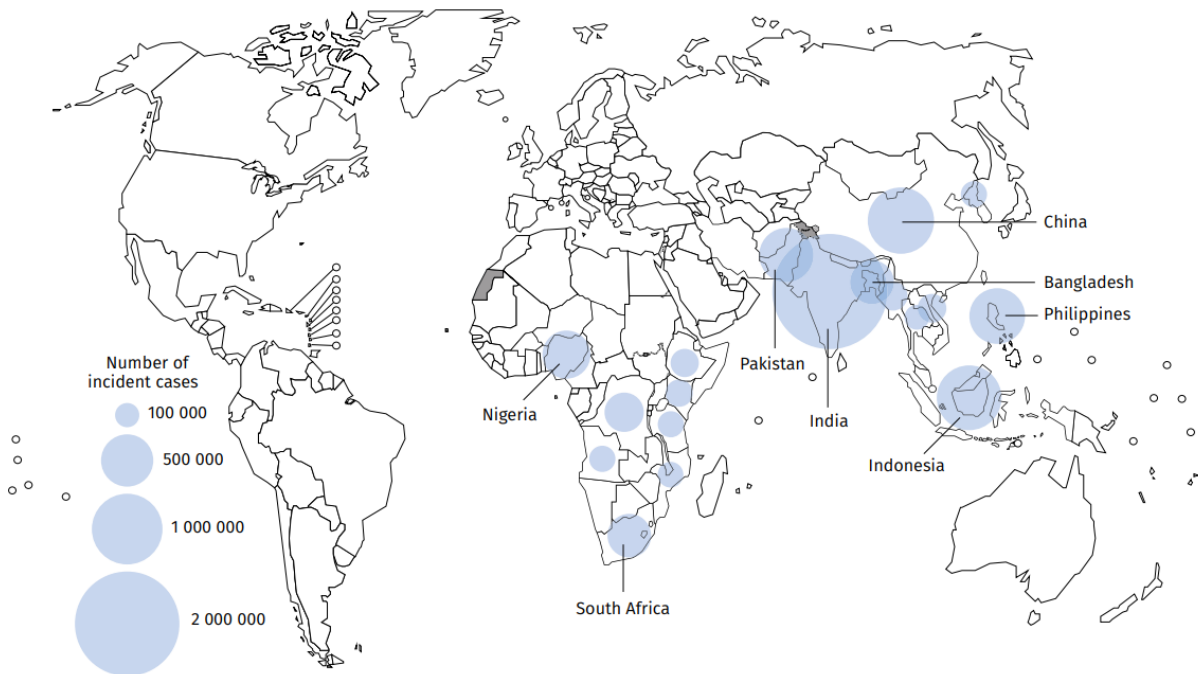 China
Bangladesh
Philippines
Pakistan
India
Indonesia
Nigeria
South Africa
Number of
incident cases
100 000
500 000
1 000 000
2 000 000